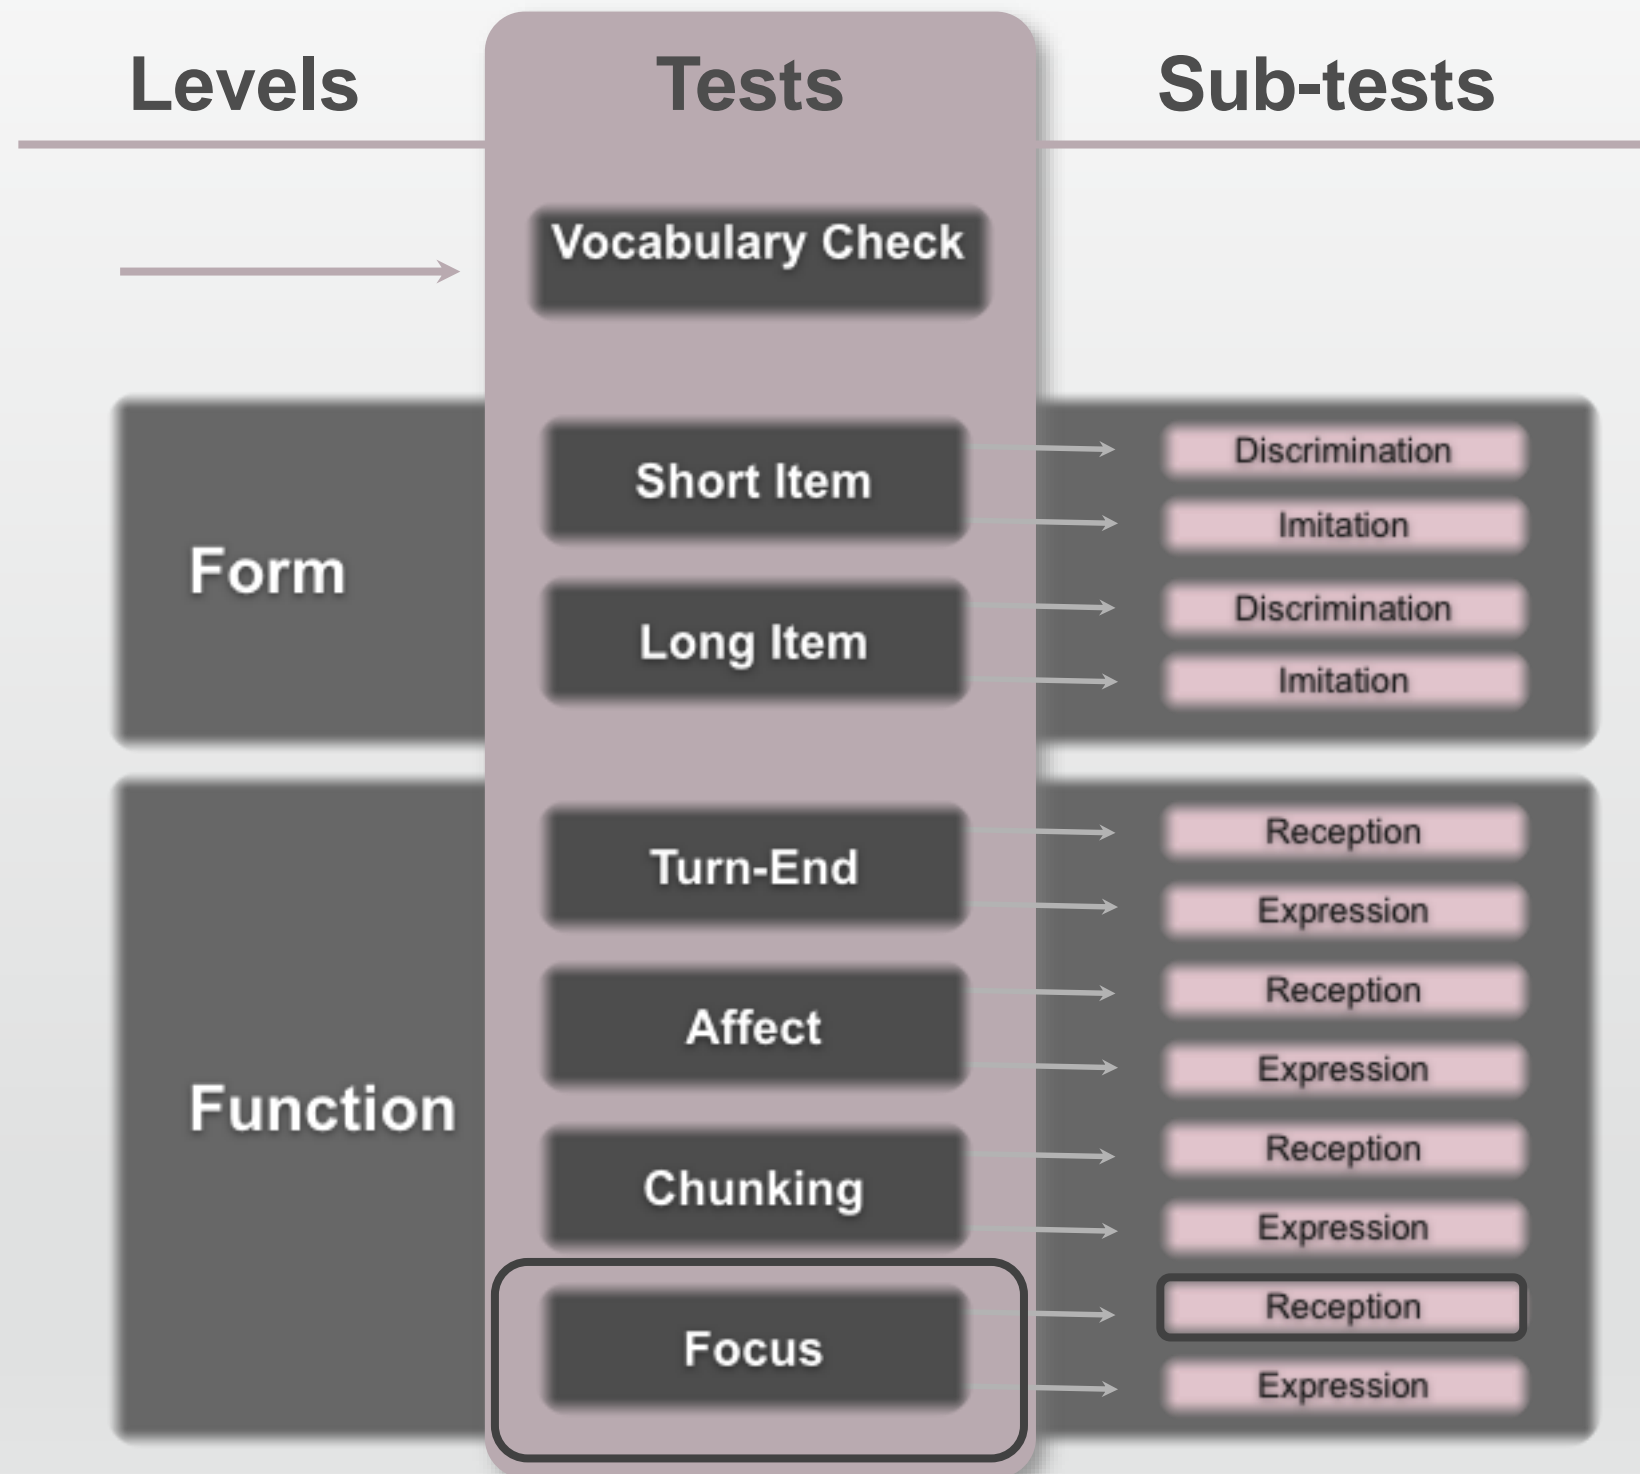 Levels
Tests
Sub-tests
Vocabulary Check
Form
Short Item
Discrimination
Imitation
Long Item
Discrimination
Imitation
Function
Turn-End
Reception
Expression
Affect
Reception
Expression
Chunking
Reception
Expression
Focus
Reception
Expression